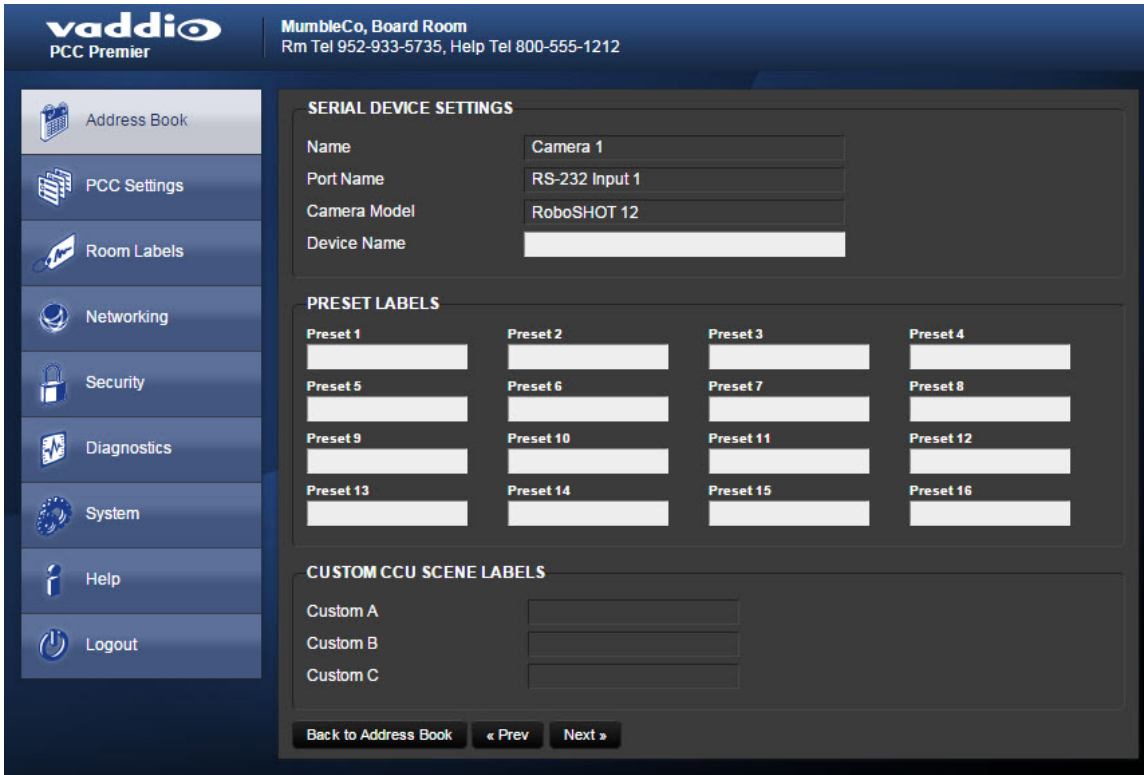 vaddio
PCC Premier
MumbleCo, Board Room
Rm Tel 952-933-5735, Help Tel 800-555-1212
Address Book
PCC Settings
Room Labels
Networking
Security
Diagnostics
System
Help
Logout
SERIAL DEVICE SETTINGS
Name Camera 1
Port Name RS-232 Input 1
Camera Model RoboSHOT 12
Device Name
PRESET LABELS
Preset 1 Preset 2 Preset 3 Preset 4
Preset 5 Preset 6 Preset 7 Preset 8
Preset 9 Preset 10 Preset 11 Preset 12
Preset 13 Preset 14 Preset 15 Preset 16
CUSTOM CCU SCENE LABELS
Custom A
Custom B
Custom C
Back to Address Book « Prev Next »